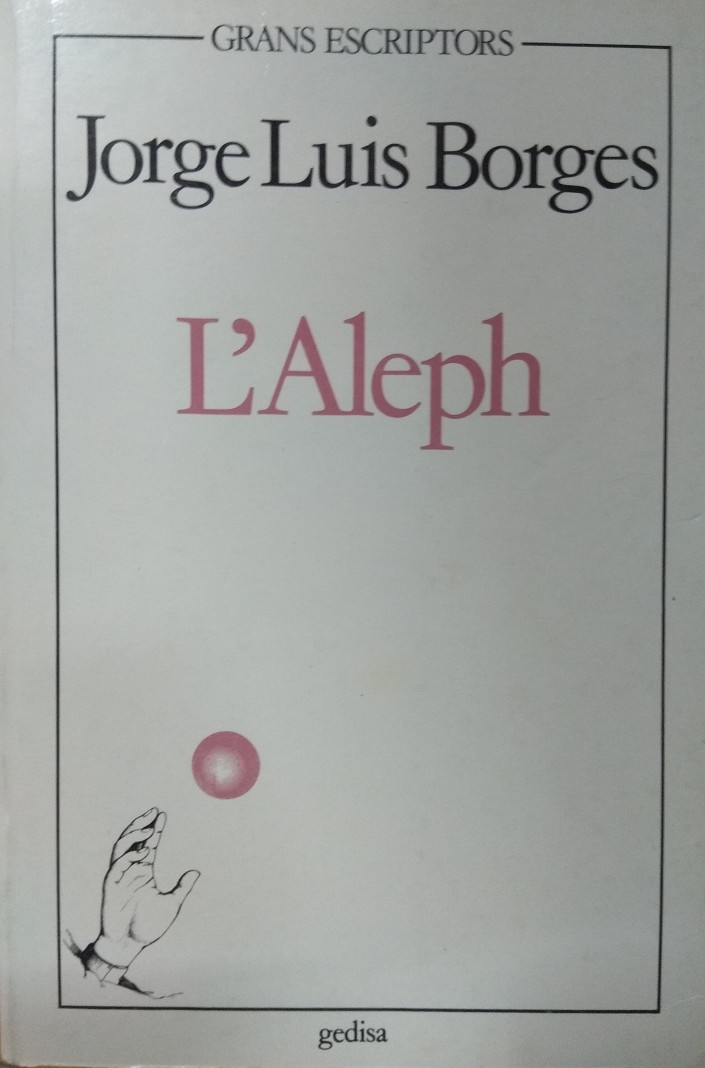 GRANS ESCRIPTORS
Jorge Luis Borges
L'Aleph
gedisa